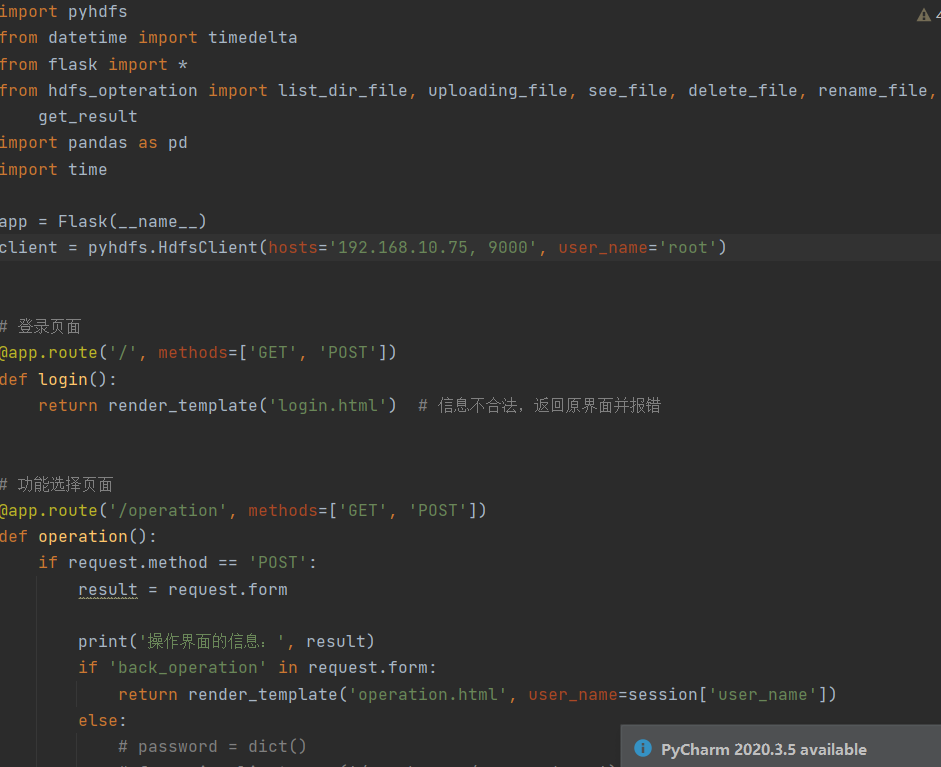 import pyhdfs
from datetime import timedelta
from flask import *
from hdfs_opteration import list_dir_file, uploading_file, see_file, delete_file, rename_file,
    get_result
import pandas as pd
import time
app = Flask(__name__)
client = pyhdfs.HdfsClient(hosts='192.168.10.75, 9000', user_name='root')
# 登录页面
@app.route('/', methods=['GET', 'POST'])
def login():
    return render_template('login.html')  # 信息不合法，返回原界面并报错
# 功能选择页面
@app.route('/operation', methods=['GET', 'POST'])
def operation():
    if request.method == 'POST':
        result = request.form
        print('操作界面的信息：', result)
        if 'back_operation' in request.form:
            return render_template('operation.html', user_name=session['user_name'])
        else:
            # password = dict()
PyCharm 2020.3.5 available